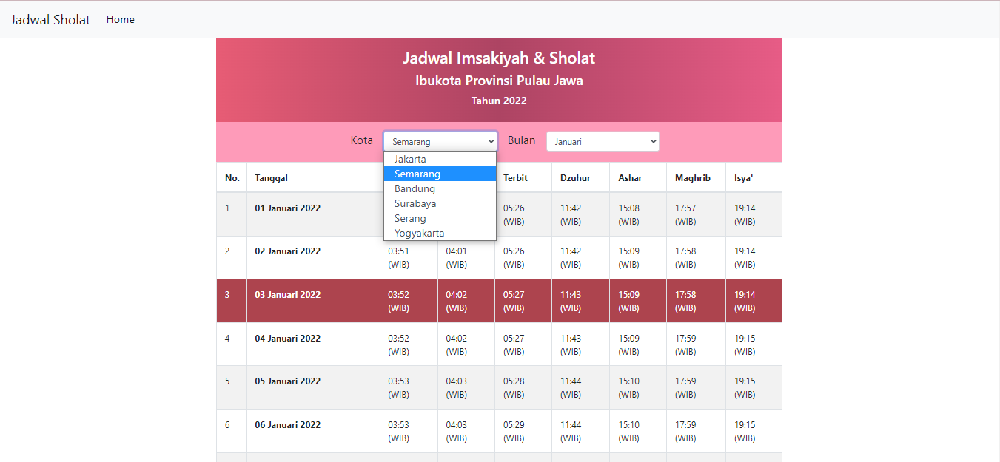 Jadwal Sholat Home
Jadwal Imsakiyah & Sholat
Ibukota Provinsi Pulau Jawa
Tahun 2022
Kota Semarang Bulan Januari
Jakarta
Semarang
Bandung
Surabaya
Serang
Yogyakarta
No. Tanggal Terbit Dzuhur Ashar Maghrib Isya'
1 01 Januari 2022 05:26 11:42 15:08 17:57 19:14
(WIB) (WIB) (WIB) (WIB) (WIB)
2 02 Januari 2022 03:51 04:01 05:26 11:42 15:09 17:58 19:14
(WIB) (WIB) (WIB) (WIB) (WIB) (WIB) (WIB)
3 03 Januari 2022 03:52 04:02 05:27 11:43 15:09 17:58 19:14
(WIB) (WIB) (WIB) (WIB) (WIB) (WIB) (WIB)
4 04 Januari 2022 03:52 04:02 05:27 11:43 15:09 17:59 19:15
(WIB) (WIB) (WIB) (WIB) (WIB) (WIB) (WIB)
5 05 Januari 2022 03:53 04:03 05:28 11:44 15:10 17:59 19:15
(WIB) (WIB) (WIB) (WIB) (WIB) (WIB) (WIB)
6 06 Januari 2022 03:53 04:03 05:29 11:44 15:10 17:59 19:15
(WIB) (WIB) (WIB) (WIB) (WIB) (WIB) (WIB)